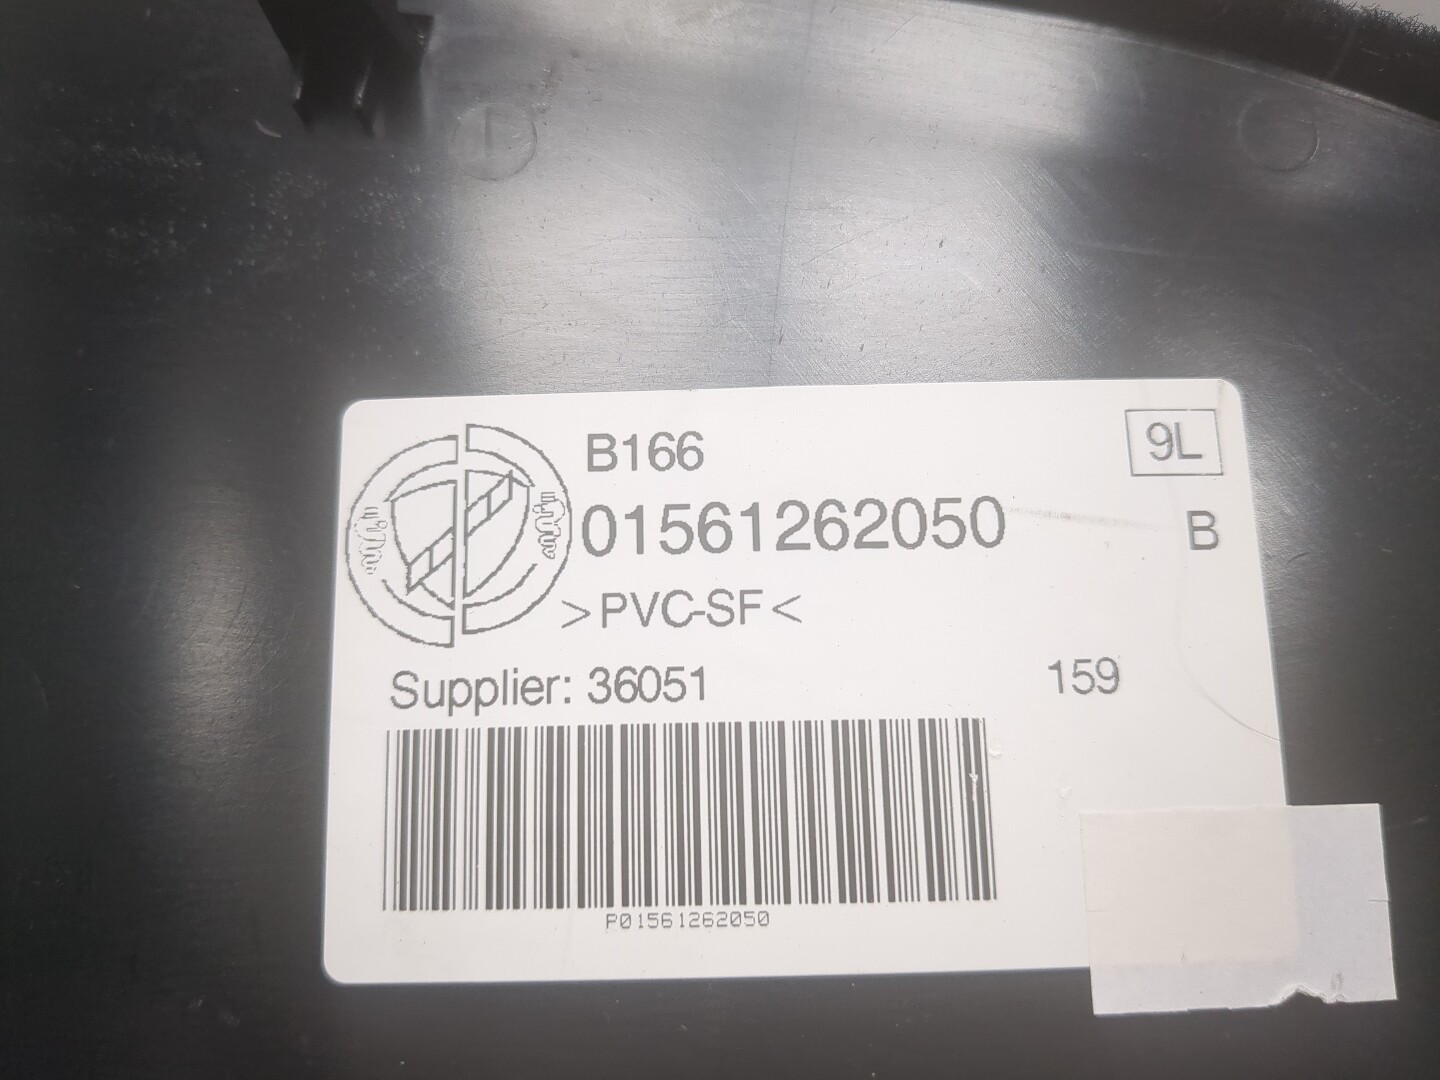 B166
9L
01561262050
B
>PVC-SF<
Supplier: 36051
159
P01561262050